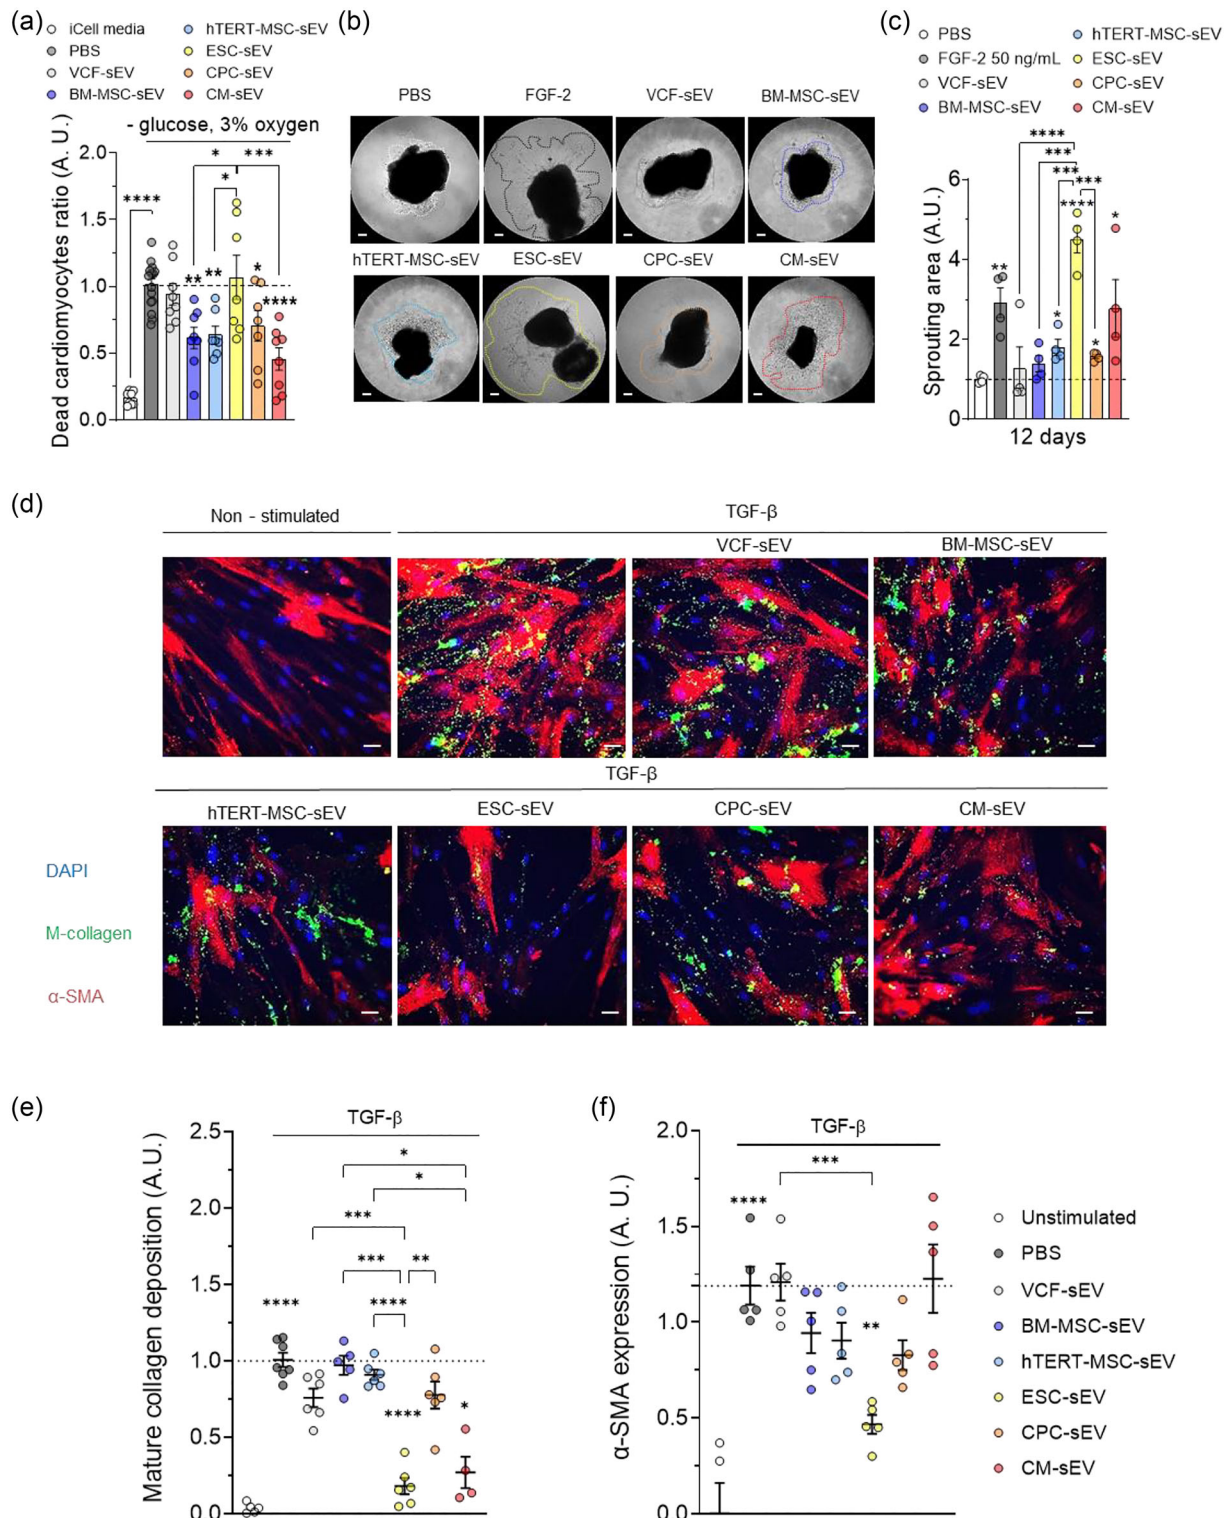 (a)
iCell media
PBS
VCF-sEV
BM-MSC-sEV
hTERT-MSC-sEV
ESC-sEV
CPC-sEV
CM-sEV
- glucose, 3% oxygen
Dead cardiomyocytes ratio (A. U.)
2.0
1.5
1.0
0.5
0.0
****
*
***
*
**
**
*
****
(b)
PBS
FGF-2
VCF-sEV
BM-MSC-sEV
hTERT-MSC-sEV
ESC-sEV
CPC-sEV
CM-sEV
(c)
PBS
FGF-2 50 ng/mL
VCF-sEV
BM-MSC-sEV
hTERT-MSC-sEV
ESC-sEV
CPC-sEV
CM-sEV
Sprouting area (A.U.)
6
4
2
0
****
***
***
***
****
*
**
*
*
12 days
(d)
Non - stimulated
TGF-β
VCF-sEV
BM-MSC-sEV
TGF-β
hTERT-MSC-sEV
ESC-sEV
CPC-sEV
CM-sEV
DAPI
M-collagen
α-SMA
(e)
TGF-β
Mature collagen deposition (A.U.)
2.5
2.0
1.5
1.0
0.5
0.0
*
*
***
***
**
****
****
****
*
(f)
TGF-β
α-SMA expression (A. U.)
2.0
1.5
1.0
0.5
0.0
***
****
**
Unstimulated
PBS
VCF-sEV
BM-MSC-sEV
hTERT-MSC-sEV
ESC-sEV
CPC-sEV
CM-sEV